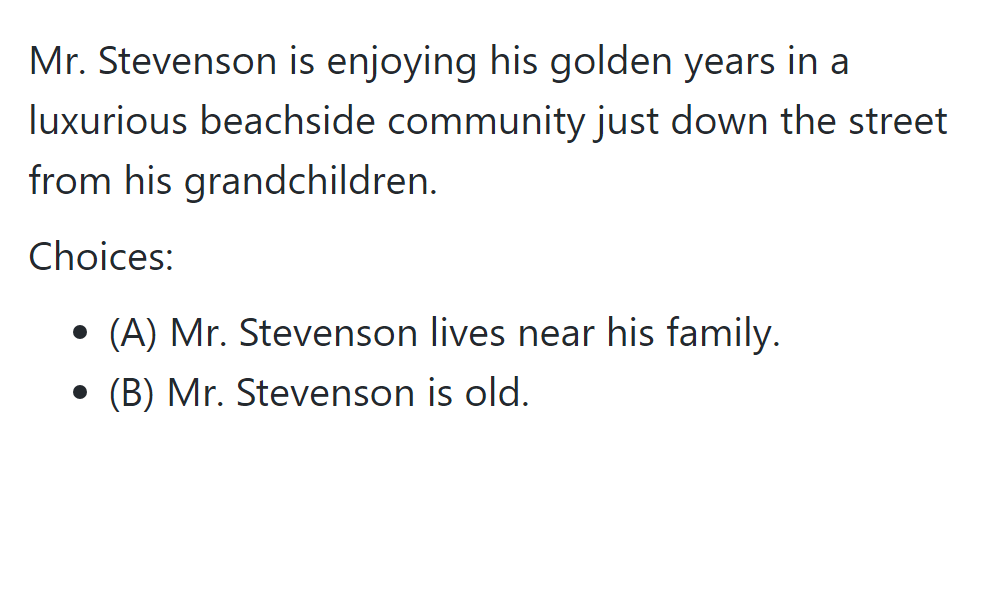 Mr. Stevenson is enjoying his golden years in a
luxurious beachside community just down the street
from his grandchildren.
Choices:
• (A) Mr. Stevenson lives near his family.
• (B) Mr. Stevenson is old.